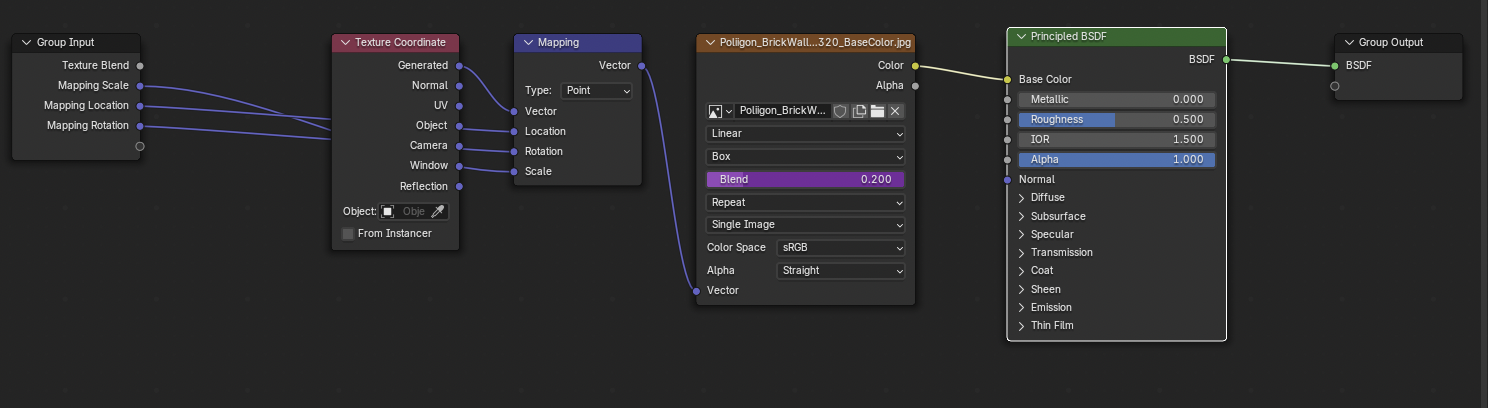 Group Input
Texture Blend
Mapping Scale
Mapping Location
Mapping Rotation
Texture Coordinate
Generated
Normal
UV
Object
Camera
Window
Reflection
Object: Obje
From Instancer
Mapping
Vector
Type: Point
Vector
Location
Rotation
Scale
Poliigon_BrickWall...320_BaseColor.jpg
Color
Alpha
Poliigon_BrickW...
Linear
Box
Blend 0.200
Repeat
Single Image
Color Space sRGB
Alpha Straight
Vector
Principled BSDF
BSDF
Base Color
Metallic 0.000
Roughness 0.500
IOR 1.500
Alpha 1.000
Normal
Diffuse
Subsurface
Specular
Transmission
Coat
Sheen
Emission
Thin Film
Group Output
BSDF